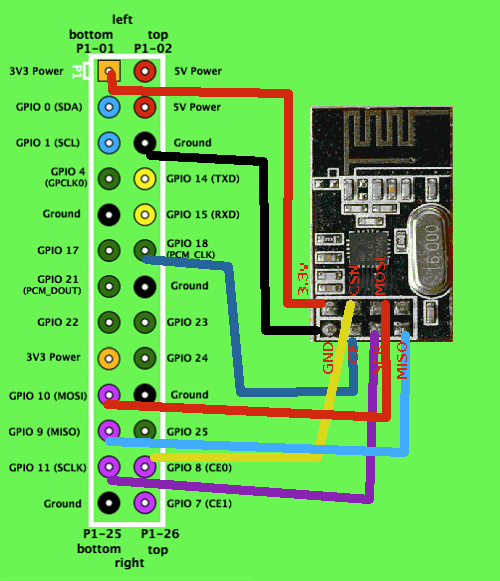 left
bottom top
P1-01 P1-02
3V3 Power P1 5V Power
GPIO 0 (SDA) 5V Power
GPIO 1 (SCL) Ground
GPIO 4 GPIO 14 (TXD)
(GPCLK0)
Ground GPIO 15 (RXD)
GPIO 17 GPIO 18
(PCM_CLK)
GPIO 21 Ground
(PCM_DOUT)
GPIO 22 GPIO 23
3V3 Power GPIO 24
GPIO 10 (MOSI) Ground
GPIO 9 (MISO) GPIO 25
GPIO 11 (SCLK) GPIO 8 (CE0)
Ground GPIO 7 (CE1)
P1-25 P1-26
bottom top
right
16.000
3.3v
CSN
MOSI
GND
MISO